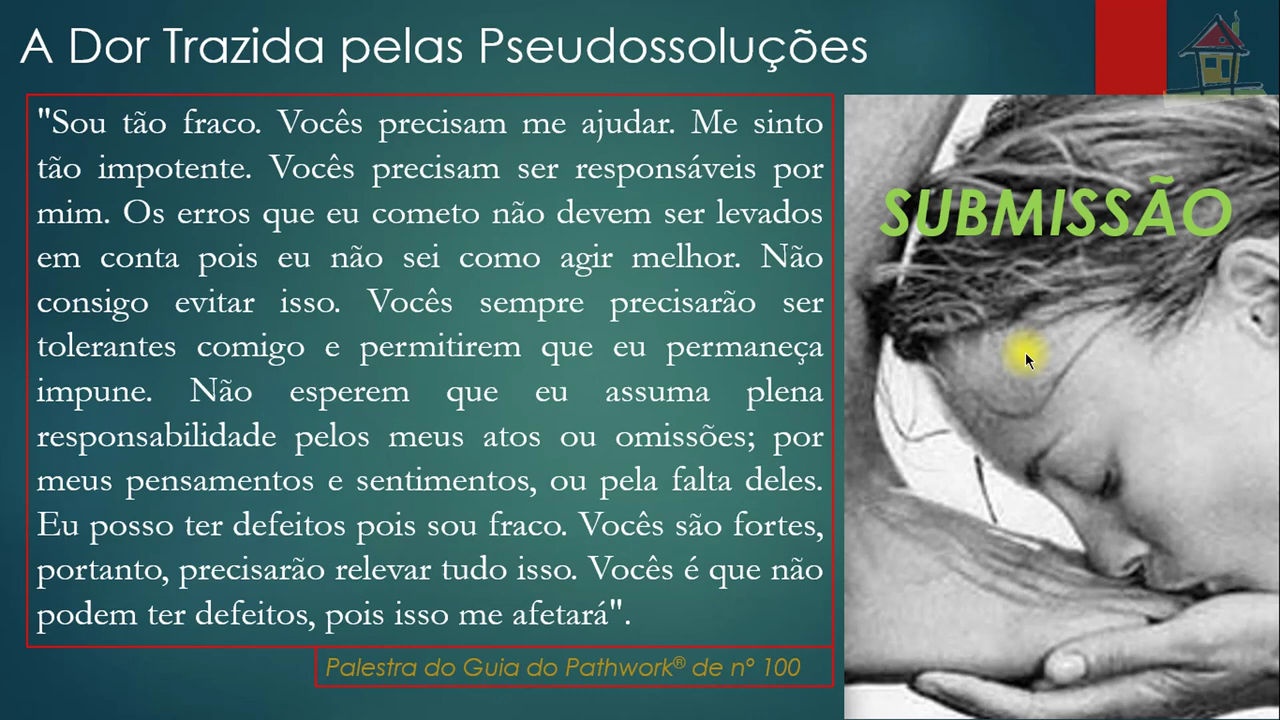 A Dor Trazida pelas Pseudossoluções
"Sou tão fraco. Vocês precisam me ajudar. Me sinto
tão impotente. Vocês precisam ser responsáveis por
mim. Os erros que eu cometo não devem ser levados
em conta pois eu não sei como agir melhor. Não
consigo evitar isso. Vocês sempre precisarão ser
tolerantes comigo e permitirem que eu permaneça
impune. Não esperem que eu assuma plena
responsabilidade pelos meus atos ou omissões; por
meus pensamentos e sentimentos, ou pela falta deles.
Eu posso ter defeitos pois sou fraco. Vocês são fortes,
portanto, precisarão relevar tudo isso. Vocês é que não
podem ter defeitos, pois isso me afetará".
Palestra do Guia do Pathwork® de nº 100
SUBMISSÃO